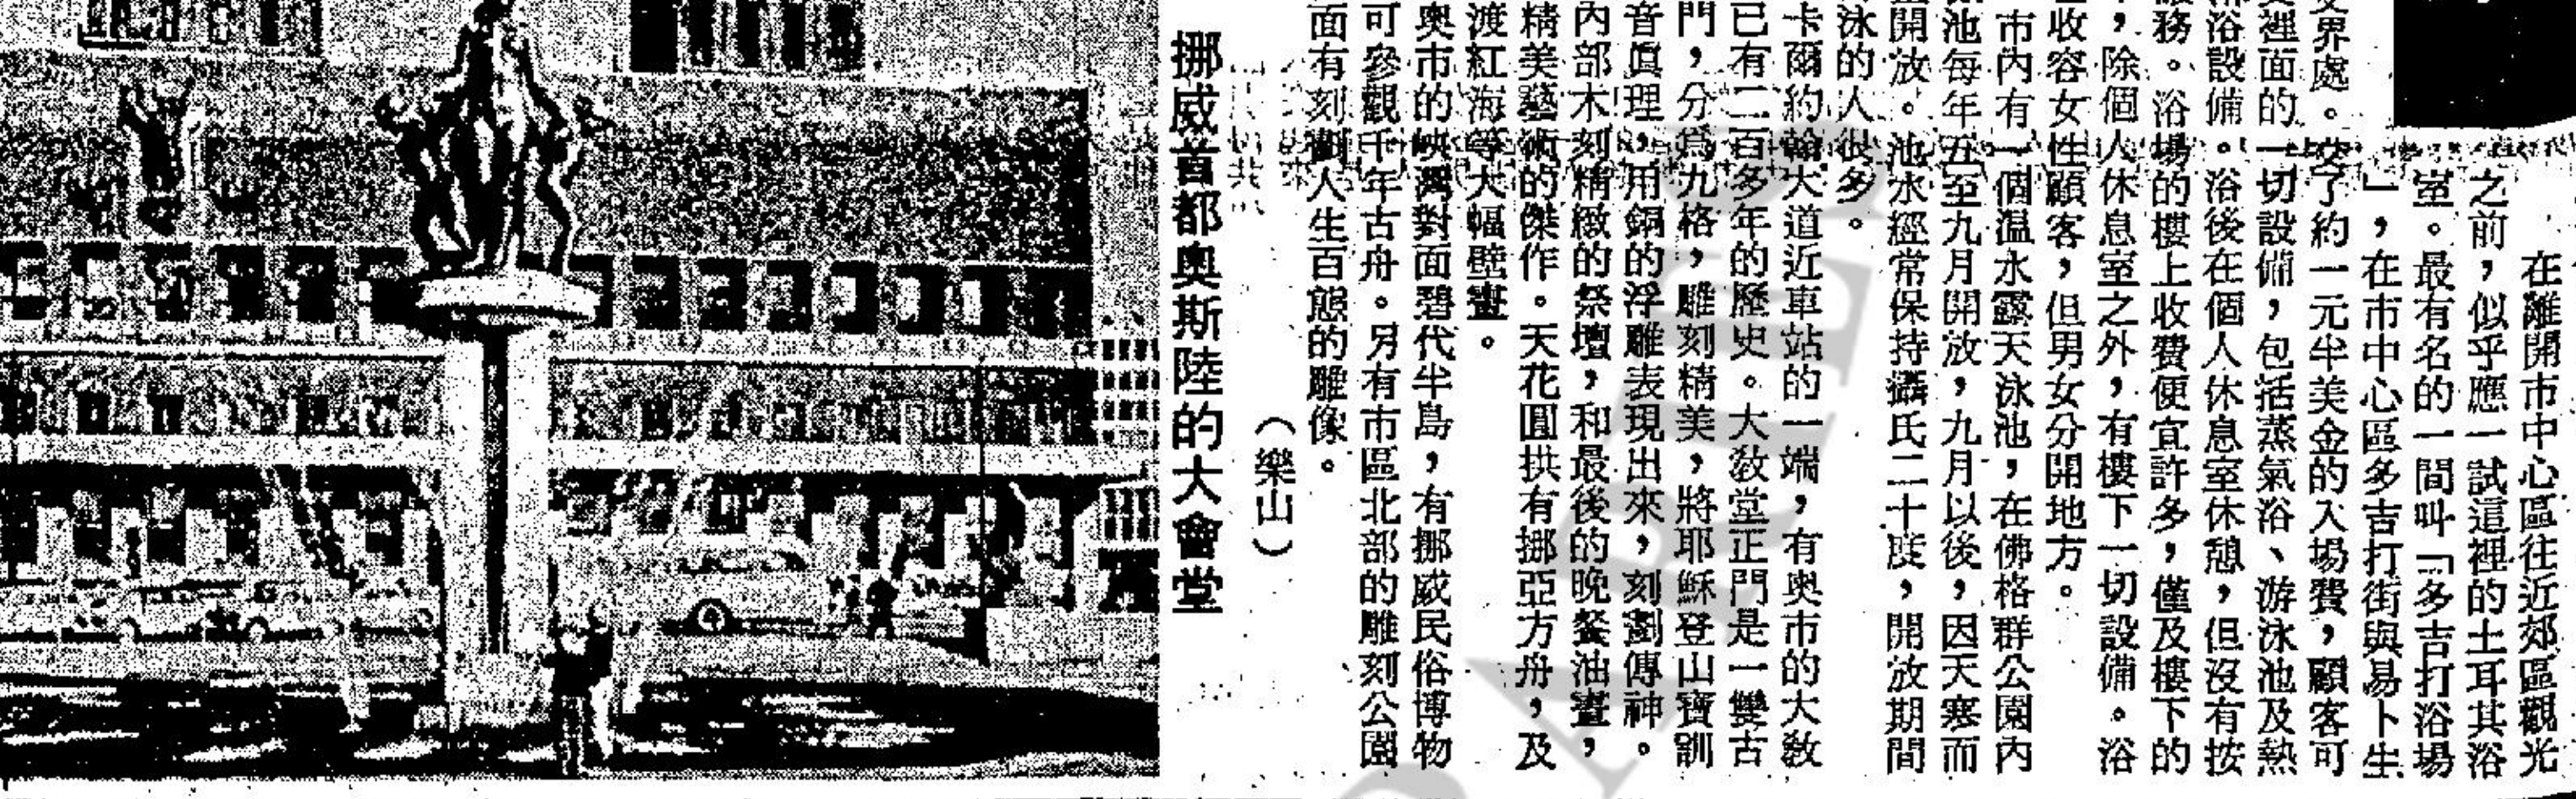 在離開市中心區往近郊區觀光
之前，似乎應一試這裡的土耳其浴
室。最有名的一間叫「多吉打浴場
」，在市中心區多吉打街與易卜生
界處。交了約一元半美金的入場費，顧客可
裡面的一切設備，包括蒸氣浴、游泳池及熱
浴設備。浴後在個人休息室休憩，但沒有按
務。浴場的樓上收費便宜許多，僅及樓下的
，除個人休息室之外，有樓下一切設備。浴
收容女性顧客，但男女分開地方。
市內有一個溫水露天泳池，在佛格群公園內
池每年五至九月開放，九月以後，因天寒而
開放。池水經常保持攝氏二十度，開放期間
泳的人很多。
卡爾約翰大道近車站的一端，有奧市的大教
已有二百多年的歷史。大教堂正門是一雙古
門，分爲九格，雕刻精美，將耶穌登山寶訓
音眞理，用銅的浮雕表現出來，刻劃傳神。
內部木刻精緻的祭壇，和最後的晚餐油畫，
精美藝術的傑作。天花圓拱有挪亞方舟，及
渡紅海等大幅壁畫。
奧市的峽灣對面碧代半島，有挪威民俗博物
可參觀千年古舟。另有市區北部的雕刻公園
面有刻劃人生百態的雕像。
（樂山）
挪威首都奧斯陸的大會堂